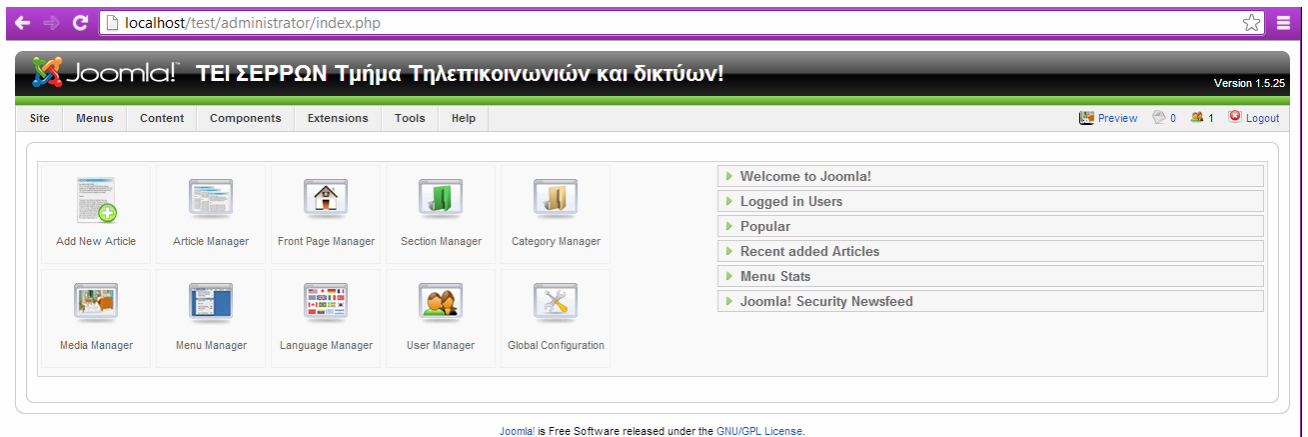 localhost/test/administrator/index.php
Joomla!™ ΤΕΙ ΣΕΡΡΩΝ Τμήμα Τηλεπικοινωνιών και δικτύων!
Version 1.5.25
Site Menus Content Components Extensions Tools Help Preview 0 1 Logout
Add New Article Article Manager Front Page Manager Section Manager Category Manager
Media Manager Menu Manager Language Manager User Manager Global Configuration
Welcome to Joomla!
Logged in Users
Popular
Recent added Articles
Menu Stats
Joomla! Security Newsfeed
Joomla! is Free Software released under the GNU/GPL License.